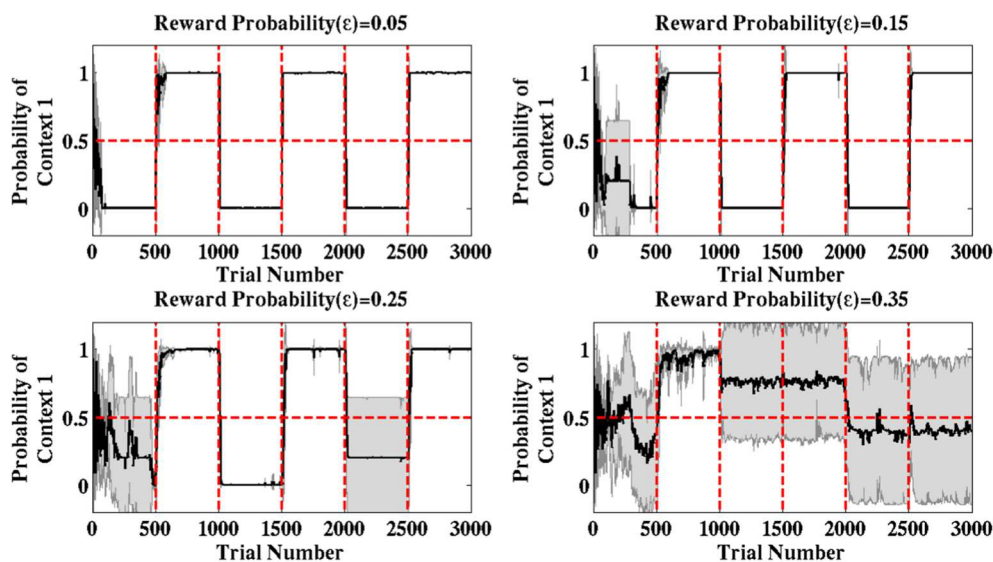 Reward Probability(ε)=0.05
Probability of
Context 1
1
0.5
0
0 500 1000 1500 2000 2500 3000
Trial Number
Reward Probability(ε)=0.15
Probability of
Context 1
1
0.5
0
0 500 1000 1500 2000 2500 3000
Trial Number
Reward Probability(ε)=0.25
Probability of
Context 1
1
0.5
0
0 500 1000 1500 2000 2500 3000
Trial Number
Reward Probability(ε)=0.35
Probability of
Context 1
1
0.5
0
0 500 1000 1500 2000 2500 3000
Trial Number